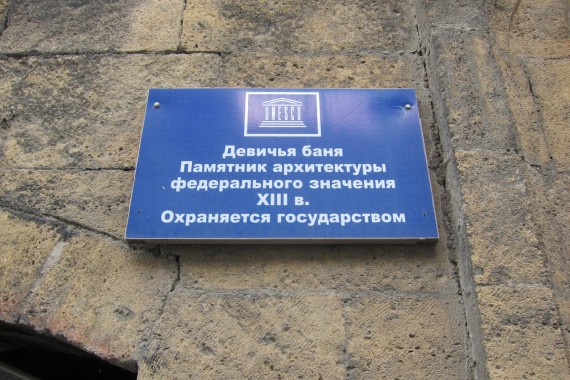 UNESCO
Девичья баня
Памятник архитектуры
федерального значения
XIII в.
Охраняется государством